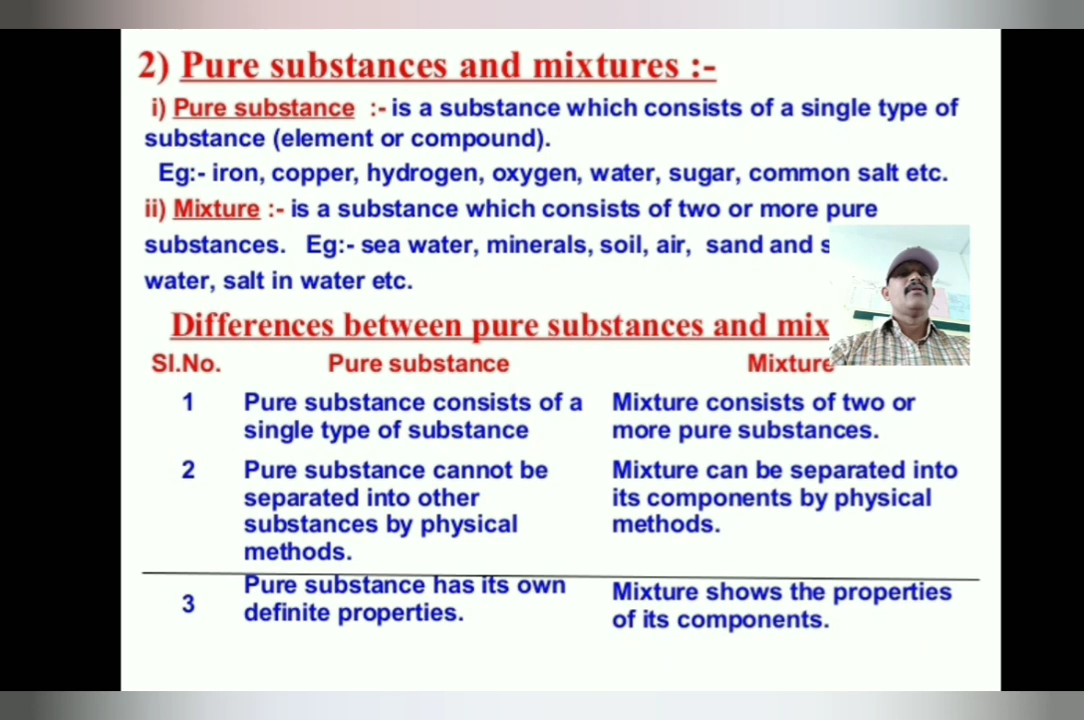 2) Pure substances and mixtures :-
i) Pure substance :- is a substance which consists of a single type of
substance (element or compound).
Eg:- iron, copper, hydrogen, oxygen, water, sugar, common salt etc.
ii) Mixture :- is a substance which consists of two or more pure
substances. Eg:- sea water, minerals, soil, air, sand and
water, salt in water etc.
Differences between pure substances and
SI.No. Pure substance Mixture
1 Pure substance consists of a Mixture consists of two or
single type of substance more pure substances.
2 Pure substance cannot be Mixture can be separated into
separated into other its components by physical
substances by physical methods.
methods.
3 Pure substance has its own Mixture shows the properties
definite properties. of its components.